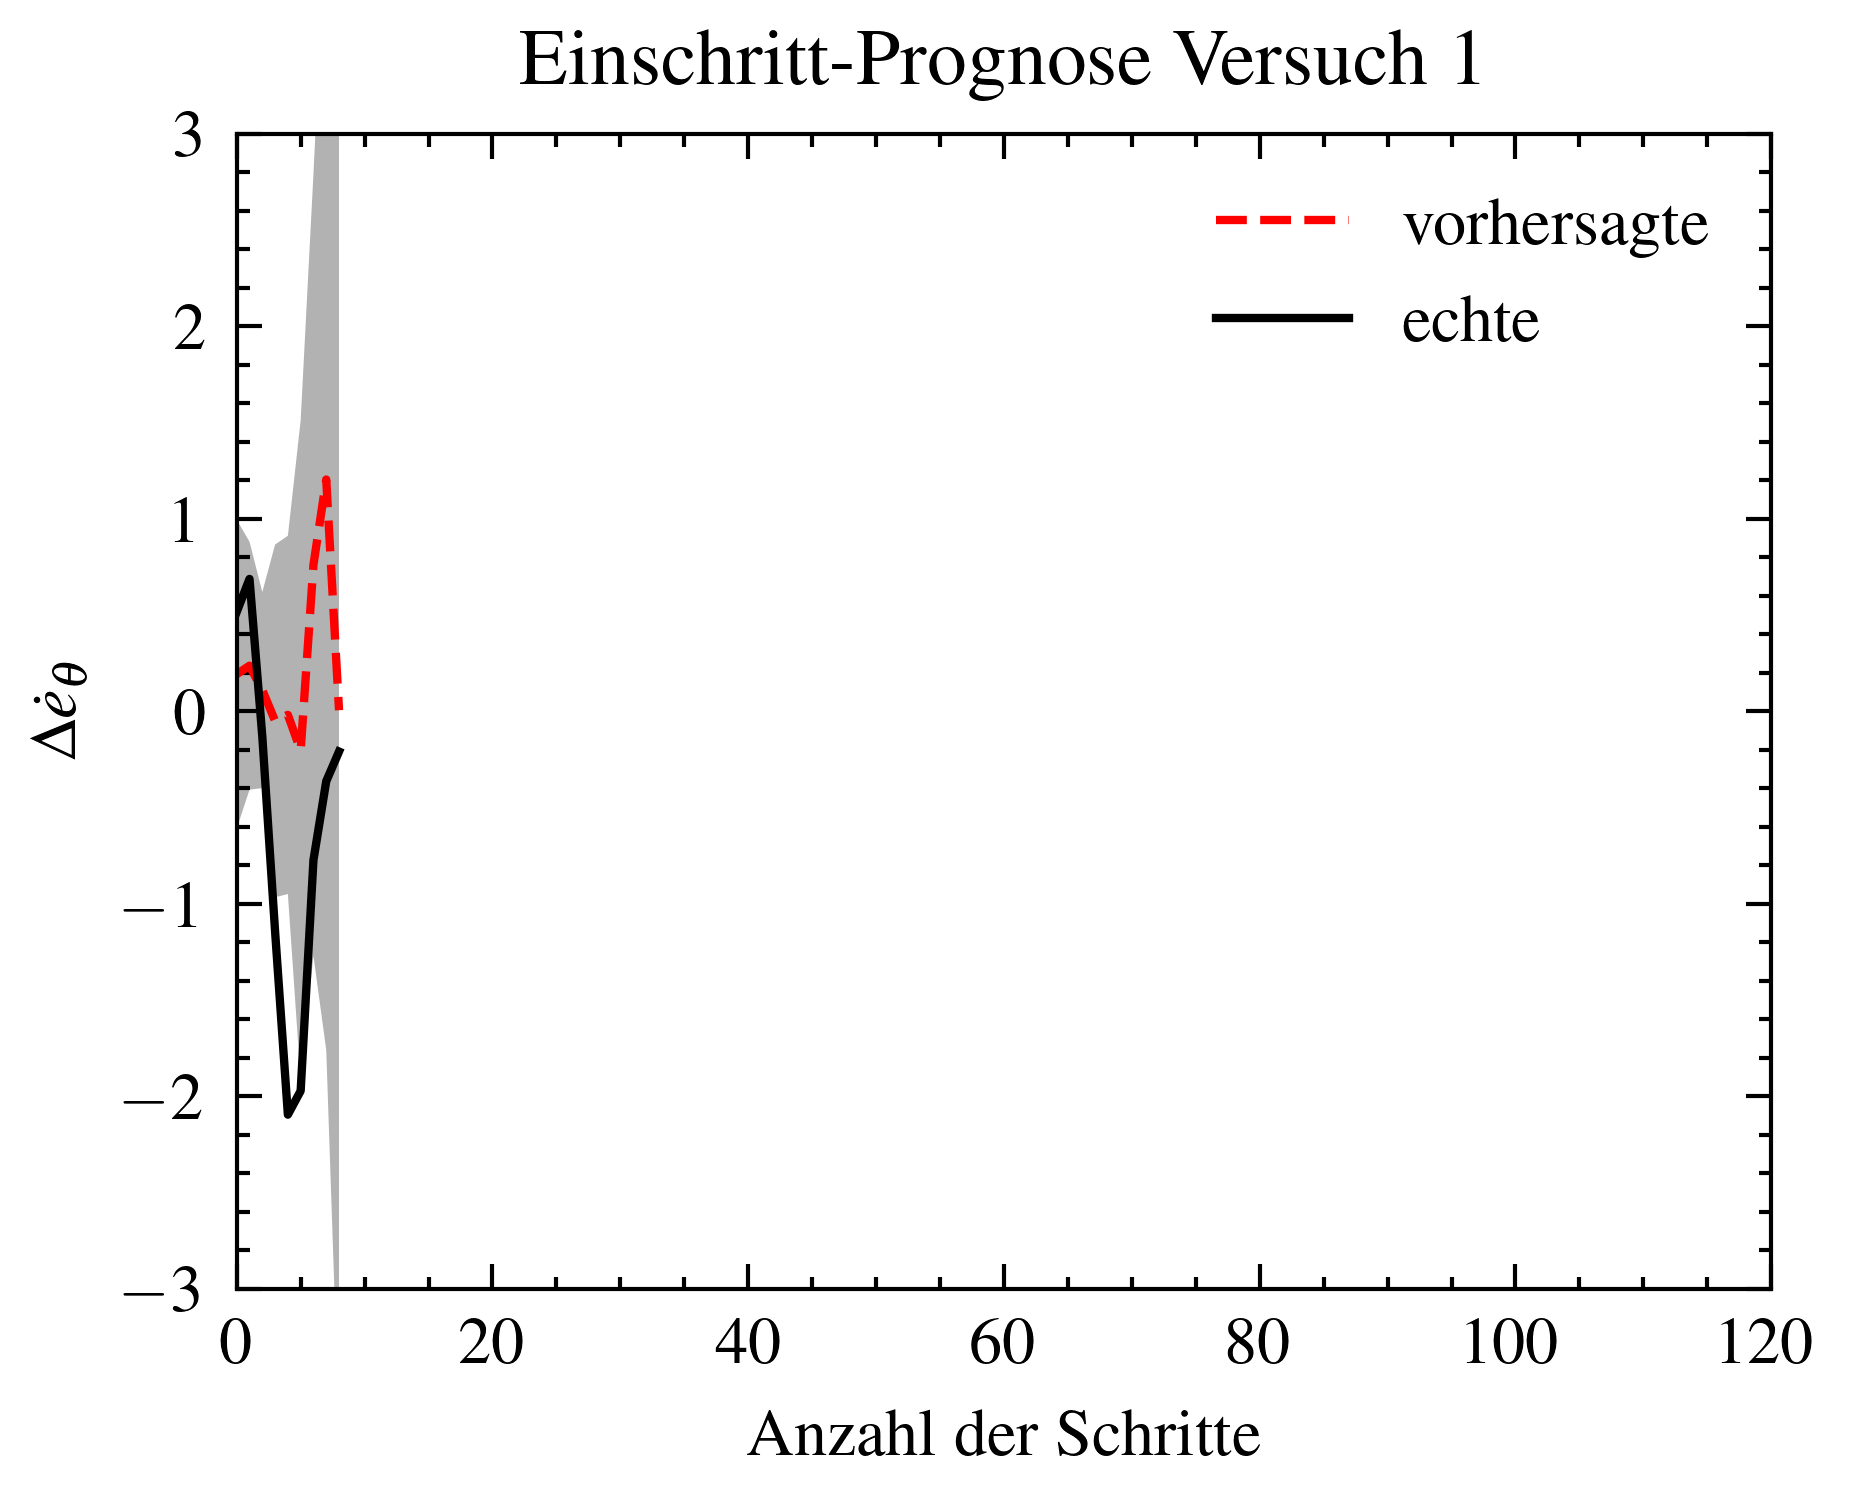 Einschritt-Prognose Versuch 1
3
2
1
0
−1
−2
−3
Δėθ
vorhersagte
echte
0 20 40 60 80 100 120
Anzahl der Schritte